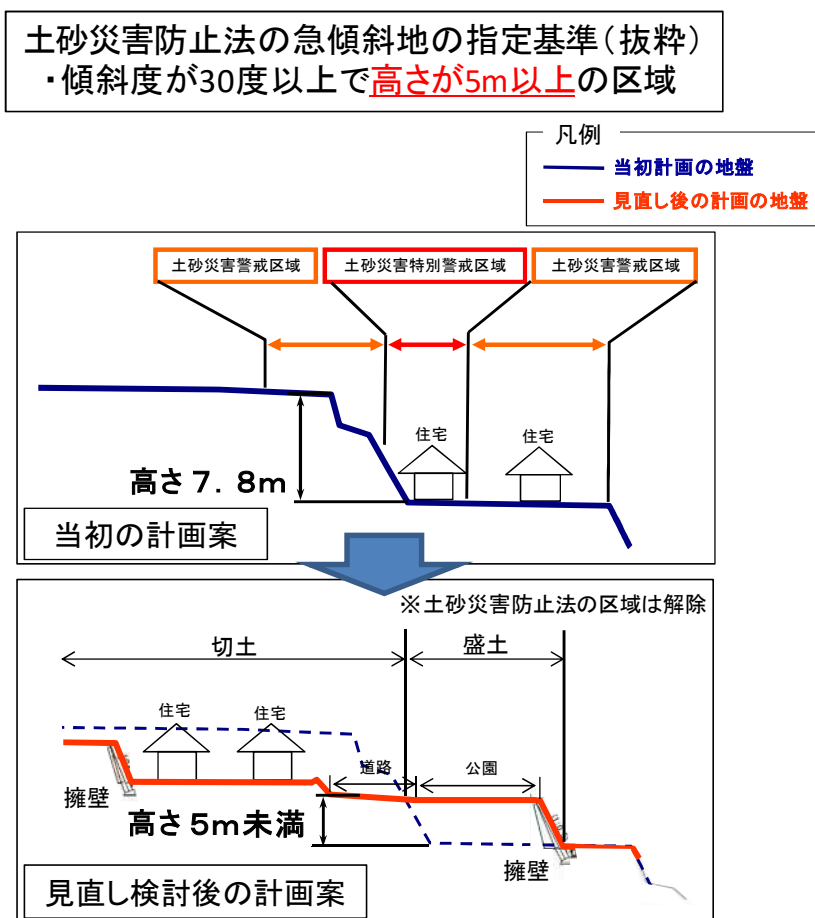 土砂災害防止法の急傾斜地の指定基準(抜粋)
・傾斜度が30度以上で高さが5m以上の区域
凡例
当初計画の地盤
見直し後の計画の地盤
土砂災害警戒区域
土砂災害特別警戒区域
土砂災害警戒区域
住宅
住宅
高さ7.8m
当初の計画案
※土砂災害防止法の区域は解除
切土
盛土
住宅
住宅
道路
公園
擁壁
高さ5m未満
擁壁
見直し検討後の計画案